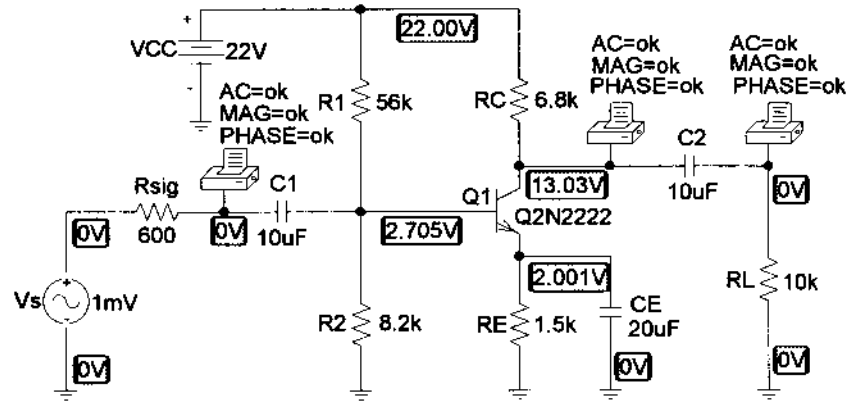 +
VCC
22V
-
22.00V
AC=ok
MAG=ok
PHASE=ok
R1
56k
RC
6.8k
AC=ok
MAG=ok
PHASE=ok
AC=ok
MAG=ok
PHASE=ok
C2
10uF
0V
Rsig
600
0V
0V
C1
10uF
2.705V
Q1
13.03V
Q2N2222
2.001V
Vs
+
-
1mV
0V
R2
8.2k
RE
1.5k
CE
20uF
0V
RL
10k
0V